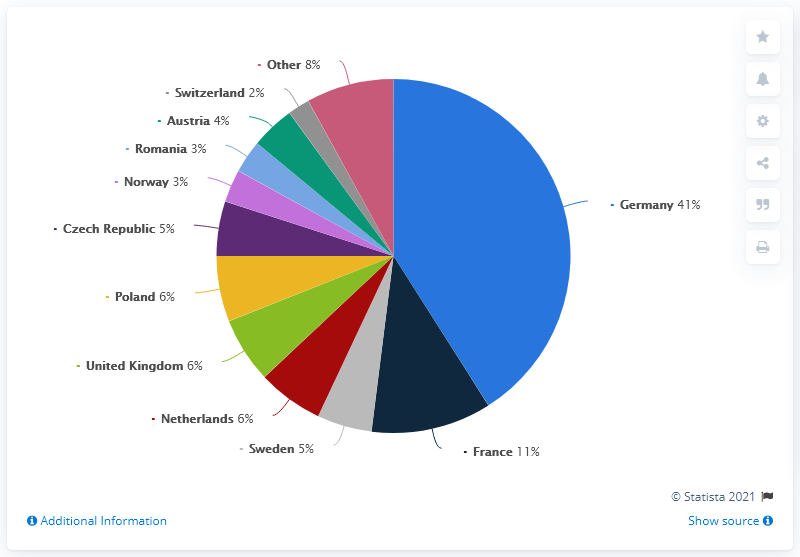 - Other 8%
- Switzerland 2%
- Austria 4%
- Romania 3%
- Norway 3%
- Germany 41%
- Czech Republic 5%
- Poland 6%
- United Kingdom 6%
- Netherlands 6%
- Sweden 5%
- France 11%
© Statista 2021
Additional Information
Show source